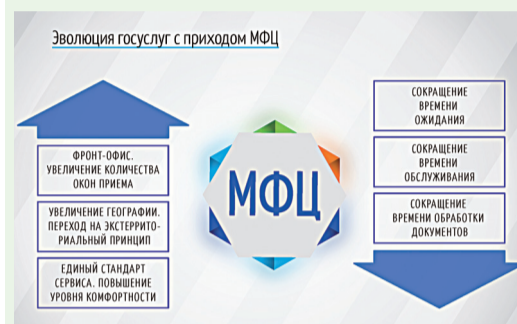 Эволюция госуслуг с приходом МФЦ
ФРОНТ-ОФИС.
УВЕЛИЧЕНИЕ КОЛИЧЕСТВА
ОКОН ПРИЕМА
УВЕЛИЧЕНИЕ ГЕОГРАФИИ.
ПЕРЕХОД НА ЭКСТЕРРИТО-
РИАЛЬНЫЙ ПРИНЦИП
ЕДИНЫЙ СТАНДАРТ
СЕРВИСА. ПОВЫШЕНИЕ
УРОВНЯ КОМФОРТНОСТИ
МФЦ
СОКРАЩЕНИЕ
ВРЕМЕНИ
ОЖИДАНИЯ
СОКРАЩЕНИЕ
ВРЕМЕНИ
ОБСЛУЖИВАНИЯ
СОКРАЩЕНИЕ
ВРЕМЕНИ ОБРАБОТКИ
ДОКУМЕНТОВ